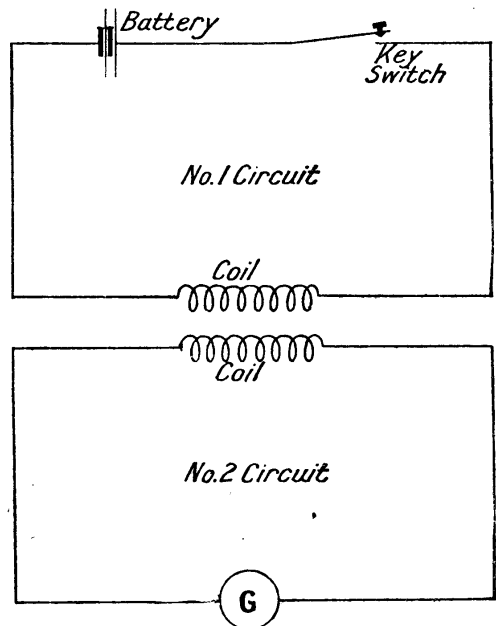 Battery
Key
Switch
No.1 Circuit
Coil
Coil
No.2 Circuit
G